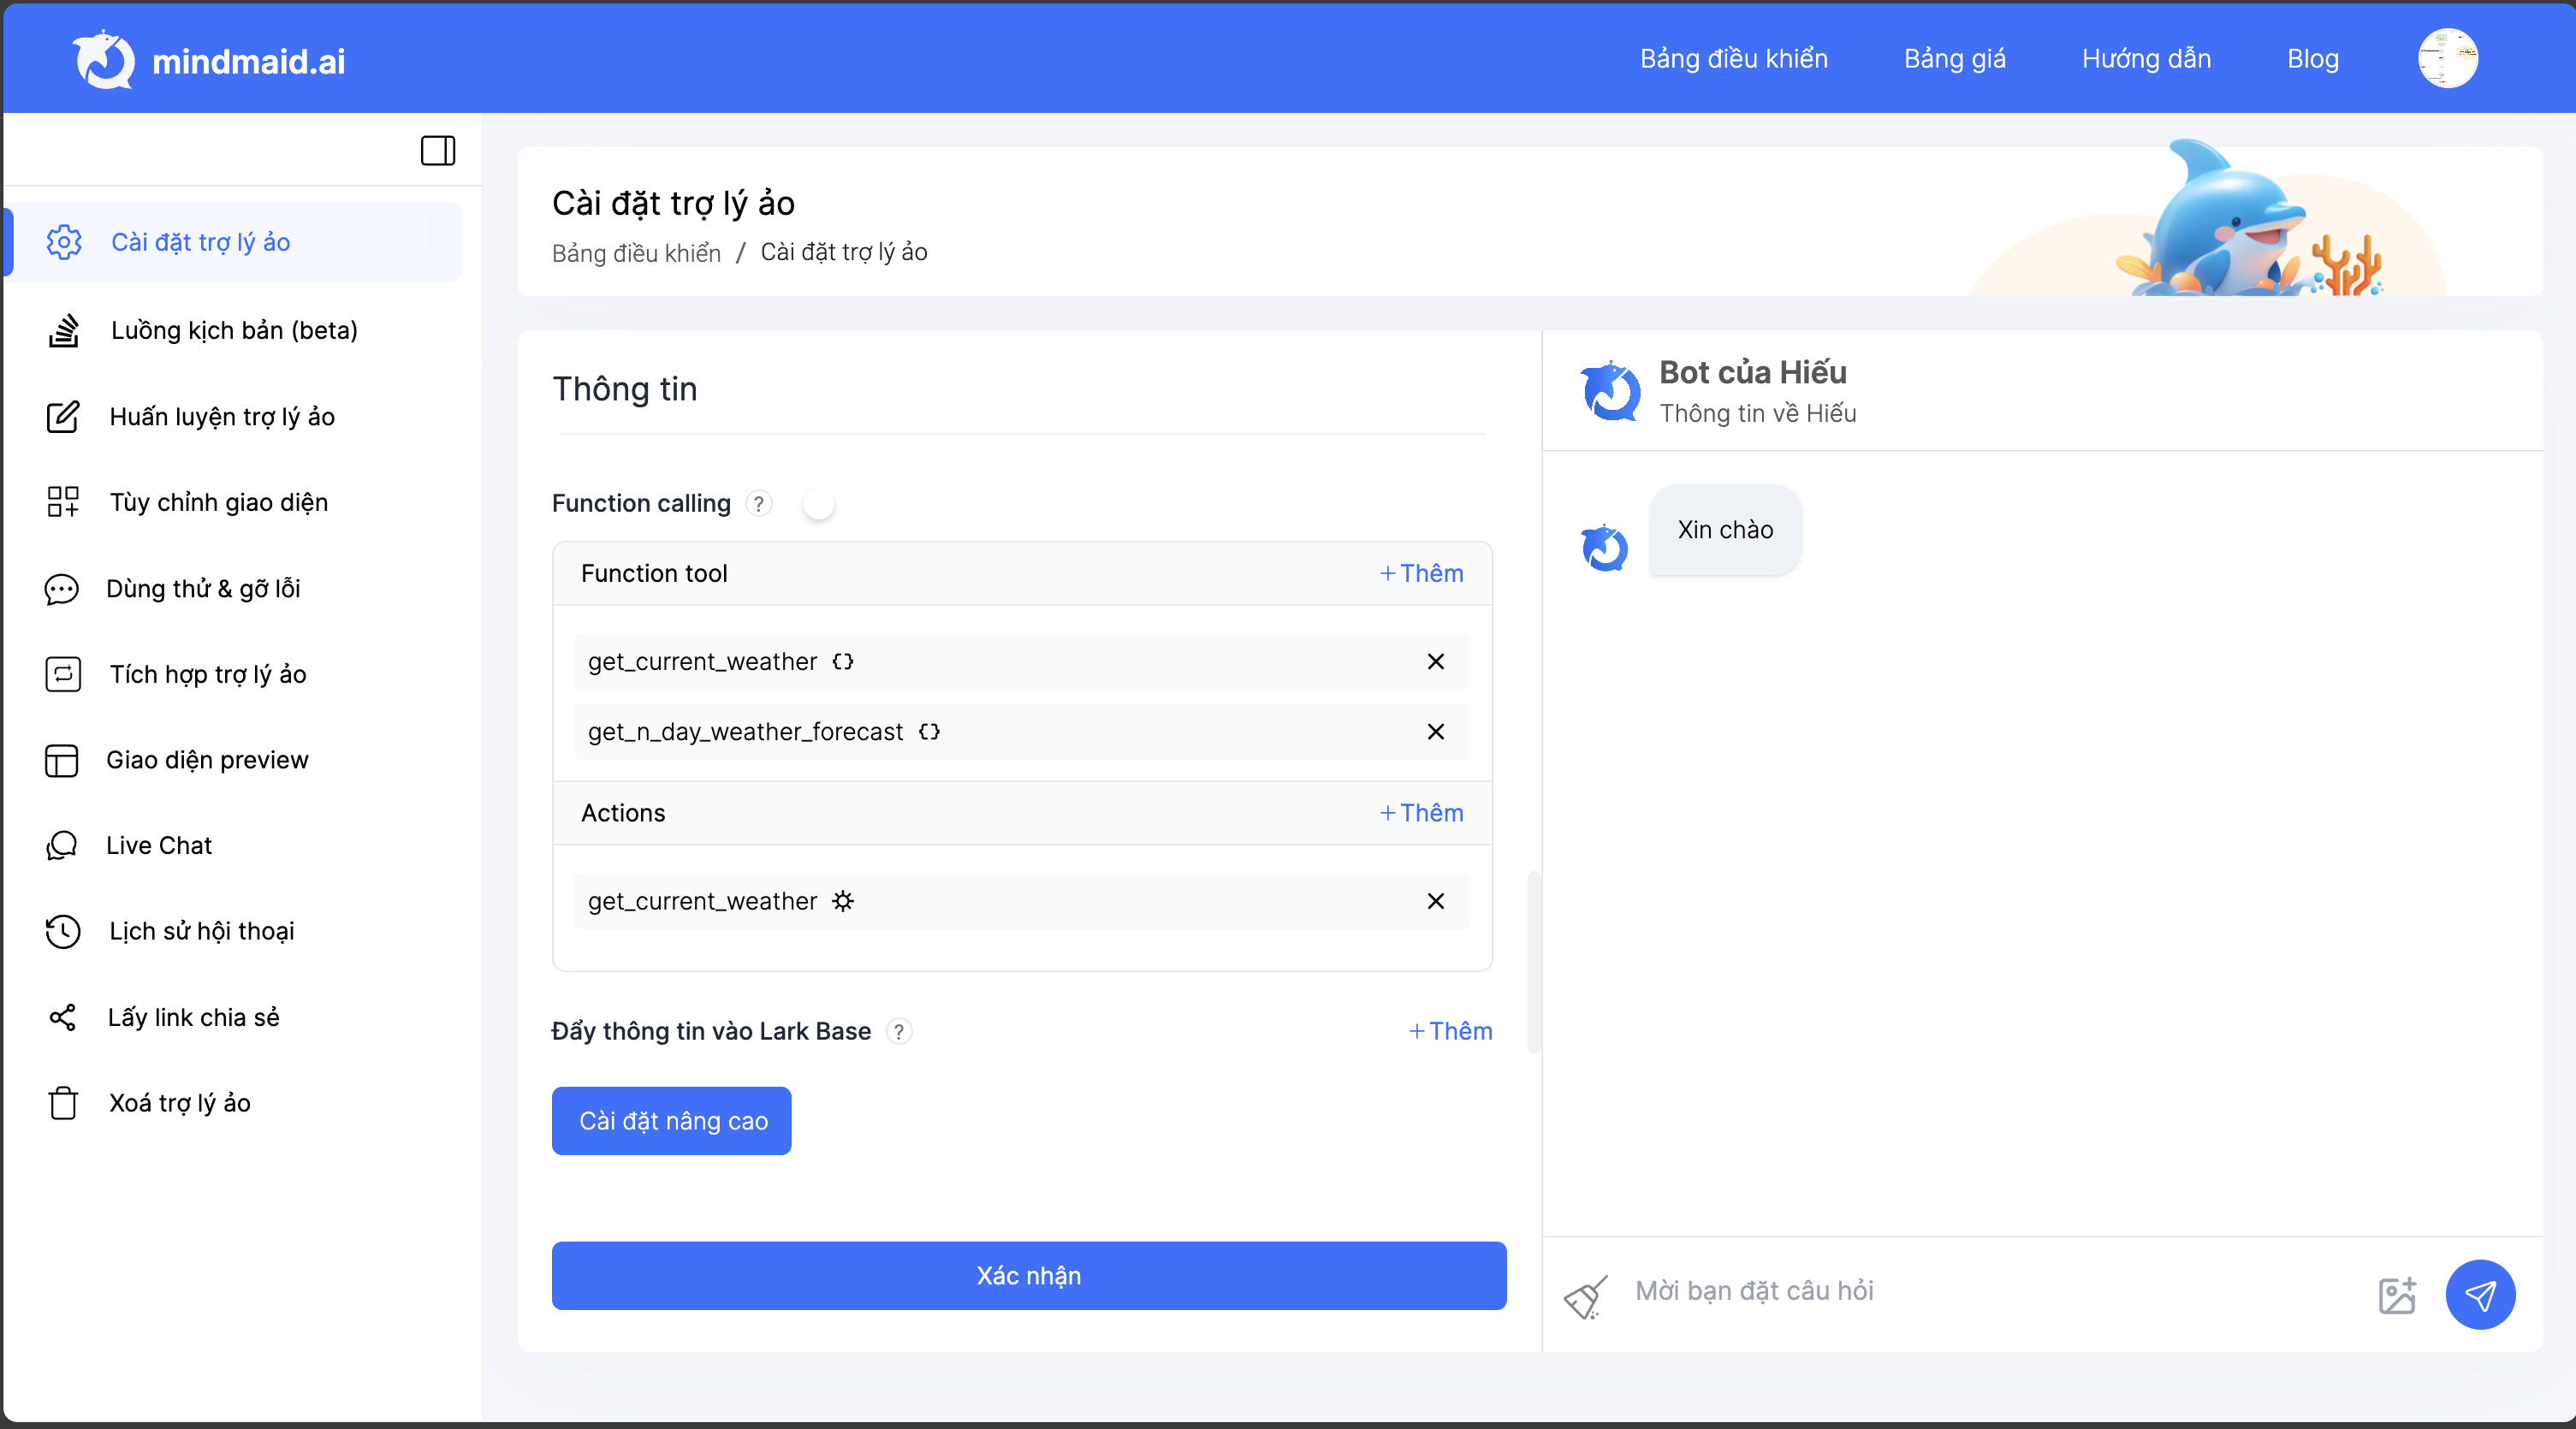 mindmaid.ai
Bảng điều khiển
Bảng giá
Hướng dẫn
Blog
Cài đặt trợ lý ảo
Luồng kịch bản (beta)
Huấn luyện trợ lý ảo
Tùy chỉnh giao diện
Dùng thử & gỡ lỗi
Tích hợp trợ lý ảo
Giao diện preview
Live Chat
Lịch sử hội thoại
Lấy link chia sẻ
Xoá trợ lý ảo
Cài đặt trợ lý ảo
Bảng điều khiển / Cài đặt trợ lý ảo
Thông tin
Function calling ?
Function tool
+ Thêm
get_current_weather {}
get_n_day_weather_forecast {}
Actions
+ Thêm
get_current_weather
Đẩy thông tin vào Lark Base ?
+ Thêm
Cài đặt nâng cao
Xác nhận
Bot của Hiếu
Thông tin về Hiếu
Xin chào
Mời bạn đặt câu hỏi